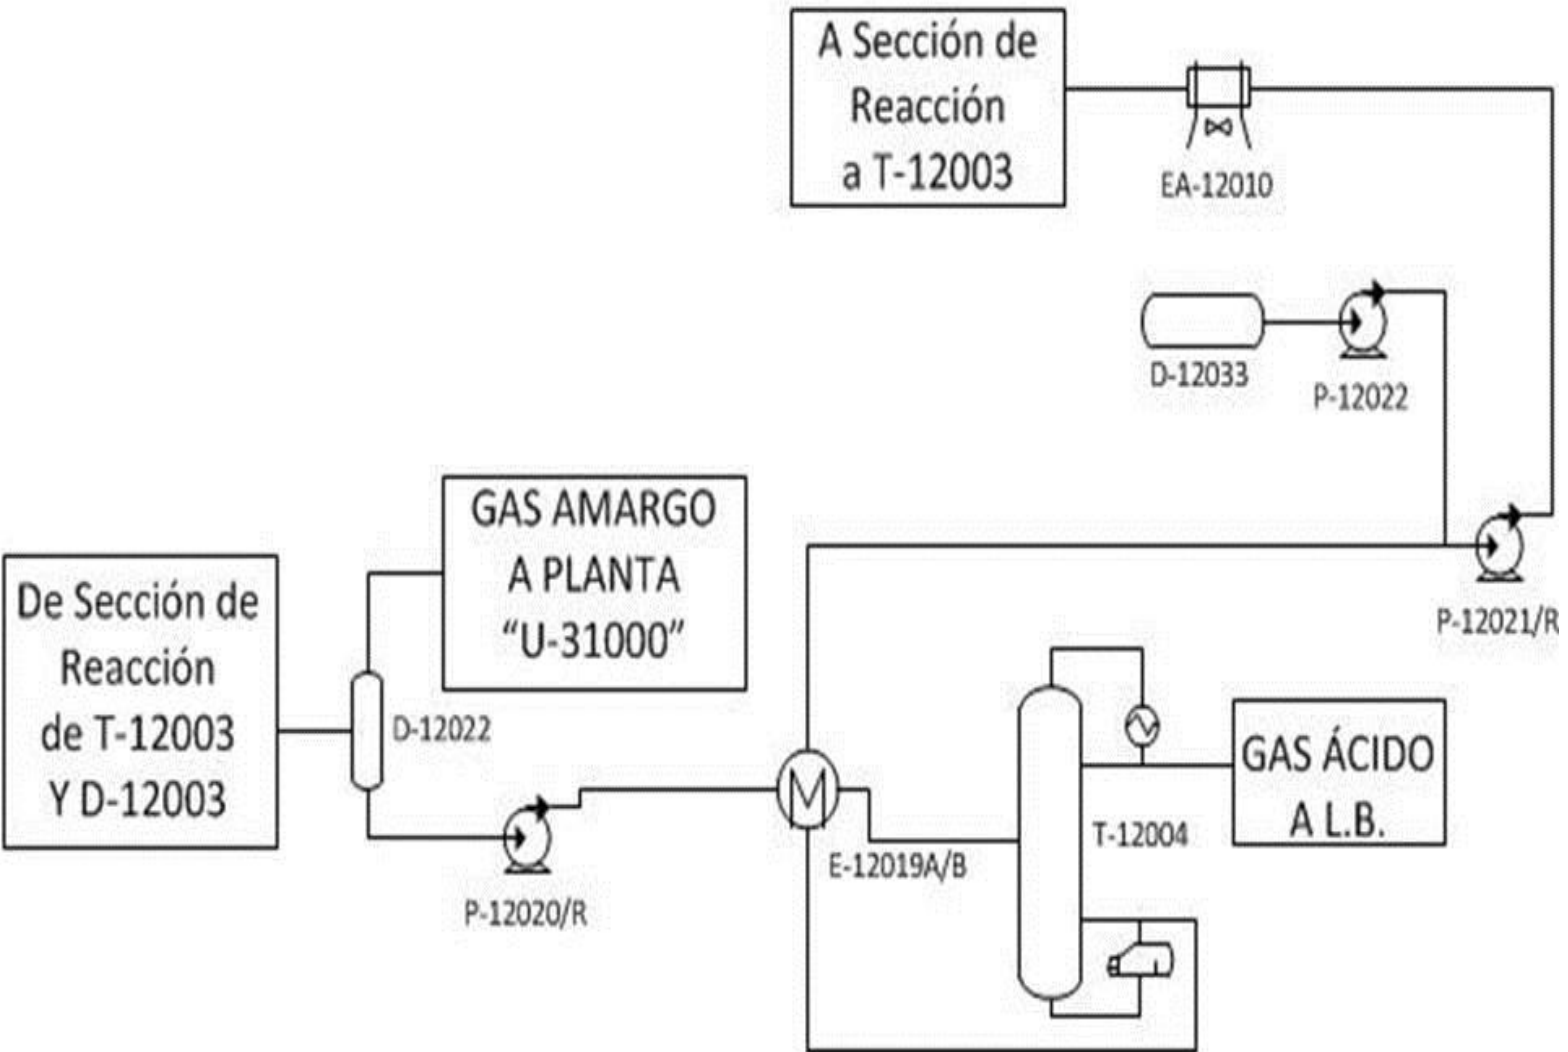 A Sección de
Reacción
a T-12003
EA-12010
D-12033
P-12022
GAS AMARGO
A PLANTA
“U-31000”
De Sección de
Reacción
de T-12003
Y D-12003
D-12022
P-12020/R
E-12019A/B
T-12004
GAS ÁCIDO
A L.B.
P-12021/R